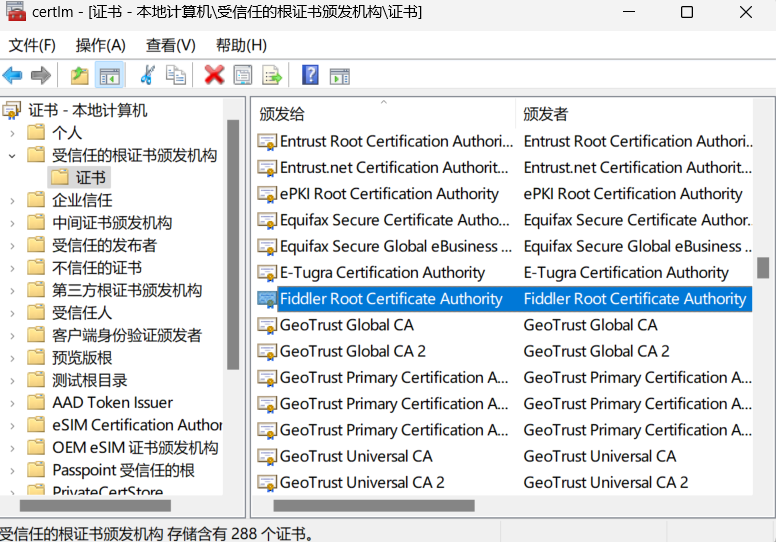 certlm - [证书 - 本地计算机\受信任的根证书颁发机构\证书]
文件(F) 操作(A) 查看(V) 帮助(H)
证书 - 本地计算机
个人
受信任的根证书颁发机构
证书
企业信任
中间证书颁发机构
受信任的发布者
不信任的证书
第三方根证书颁发机构
受信任人
客户端身份验证颁发者
预览版根
测试根目录
AAD Token Issuer
eSIM Certification Author
OEM eSIM 证书颁发机构
Passpoint 受信任的根
PrivateCertStore
颁发给 颁发者
Entrust Root Certification Authori... Entrust Root Certification Authori..
Entrust.net Certification Authorit... Entrust.net Certification Authorit...
ePKI Root Certification Authority ePKI Root Certification Authority
Equifax Secure Certificate Autho... Equifax Secure Certificate Author.
Equifax Secure Global eBusiness ... Equifax Secure Global eBusiness ..
E-Tugra Certification Authority E-Tugra Certification Authority
Fiddler Root Certificate Authority Fiddler Root Certificate Authority
GeoTrust Global CA GeoTrust Global CA
GeoTrust Global CA 2 GeoTrust Global CA 2
GeoTrust Primary Certification A... GeoTrust Primary Certification A...
GeoTrust Primary Certification A... GeoTrust Primary Certification A...
GeoTrust Primary Certification A... GeoTrust Primary Certification A...
GeoTrust Universal CA GeoTrust Universal CA
GeoTrust Universal CA 2 GeoTrust Universal CA 2
受信任的根证书颁发机构 存储含有 288 个证书。